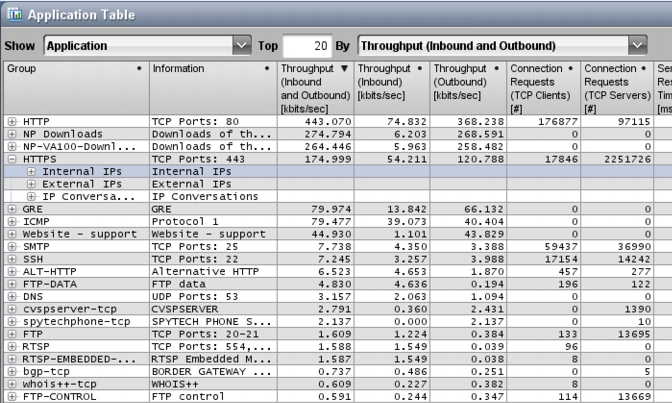 Application Table
Show Application Top 20 By Throughput (Inbound and Outbound)
Group Information Throughput (Inbound and Outbound) [kbits/sec] Throughput (Inbound) [kbits/sec] Throughput (Outbound) [kbits/sec] Connection Requests (TCP Clients) [#] Connection Requests (TCP Servers) [#] Ser Res Tim [ms
HTTP TCP Ports: 80 443.070 74.832 368.238 176877 97115
NP Downloads Downloads of th... 274.794 6.203 268.591 0 0
NP-VA100-Downl... Downloads of th... 264.446 5.963 258.482 0 0
HTTPS TCP Ports: 443 174.999 54.211 120.788 17846 2251726
Internal IPs Internal IPs
External IPs External IPs
IP Conversa... IP Conversations
GRE GRE 79.974 13.842 66.132 0 0
ICMP Protocol 1 79.477 39.073 40.404 0 0
Website - support Website - support 44.930 1.101 43.829 0 0
SMTP TCP Ports: 25 7.738 4.350 3.388 59437 36990
SSH TCP Ports: 22 7.245 3.257 3.988 17154 14242
ALT-HTTP Alternative HTTP 6.523 4.653 1.870 457 277
FTP-DATA FTP data 4.830 4.636 0.194 196 122
DNS UDP Ports: 53 3.157 2.063 1.094 0 0
cvspserver-tcp CVSPSERVER 2.791 0.360 2.431 0 1390
spytechphone-tcp SPYTECH PHONE S... 2.137 0.000 2.137 0 10
FTP TCP Ports: 20-21 1.609 1.224 0.384 133 13695
RTSP TCP Ports: 554,... 1.588 1.549 0.039 96 0
RTSP-EMBEDDED-... RTSP Embedded M... 1.587 1.549 0.038 8 0
bgp-tcp BORDER GATEWAY ... 0.737 0.486 0.251 0 5
whois++-tcp WHOIS++ 0.609 0.227 0.382 8 0
FTP-CONTROL FTP control 0.591 0.244 0.347 114 13669